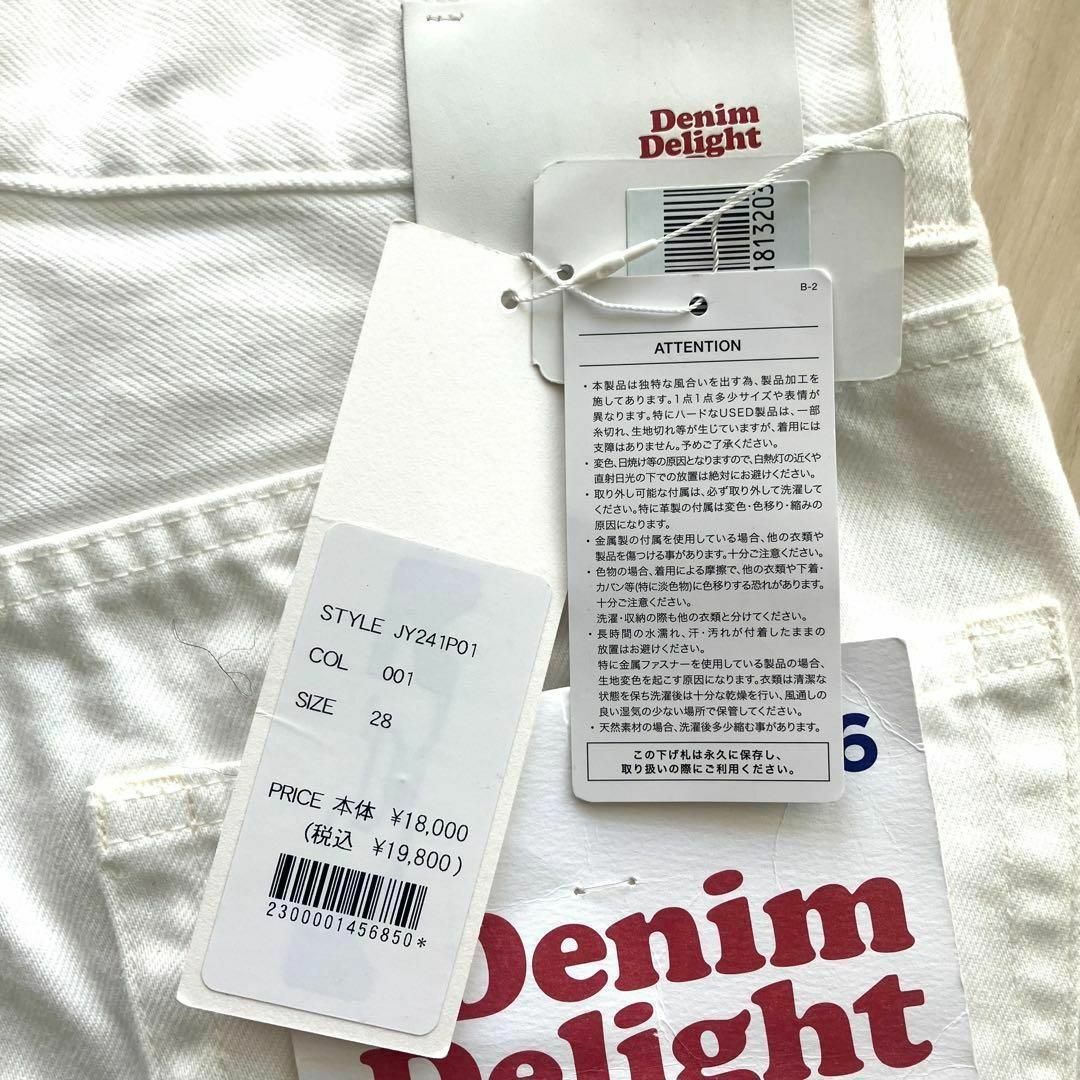 Denim
Delight
1813203
B-2
ATTENTION
・本製品は独特な風合いを出す為、製品加工を
施してあります。1点1点多少サイズや表情が
異なります。特にハードなUSED製品は、一部
糸切れ、生地切れ等が生じていますが、着用には
支障はありません。予めご了承ください。
・変色、日焼け等の原因となりますので、白熱灯の近くや
直射日光の下での放置は絶対にお避けください。
・取り外し可能な付属は、必ず取り外して洗濯して
ください。特に革製の付属は変色・色移り・縮みの
原因になります。
・金属製の付属を使用している場合、他の衣類や
製品を傷つける事があります。十分ご注意ください。
・色物の場合、着用による摩擦で、他の衣類や下着・
カバン等(特に淡色物)に色移りする恐れがあります。
十分ご注意ください。
洗濯・収納の際も他の衣類と分けてください。
・長時間の水濡れ、汗・汚れが付着したままの
放置はお避けください。
特に金属ファスナーを使用している製品の場合、
生地変色を起こす原因になります。衣類は清潔な
状態を保ち洗濯後は十分な乾燥を行い、風通しの
良い湿気の少ない場所で保管してください。
・天然素材の場合、洗濯後多少縮む事があります。
この下げ札は永久に保存し、
取り扱いの際にご利用ください。
STYLE JY241P01
COL 001
SIZE 28
PRICE 本体 ¥18,000
(税込 ¥19,800)
2300001456850*
6
Denim
Delight